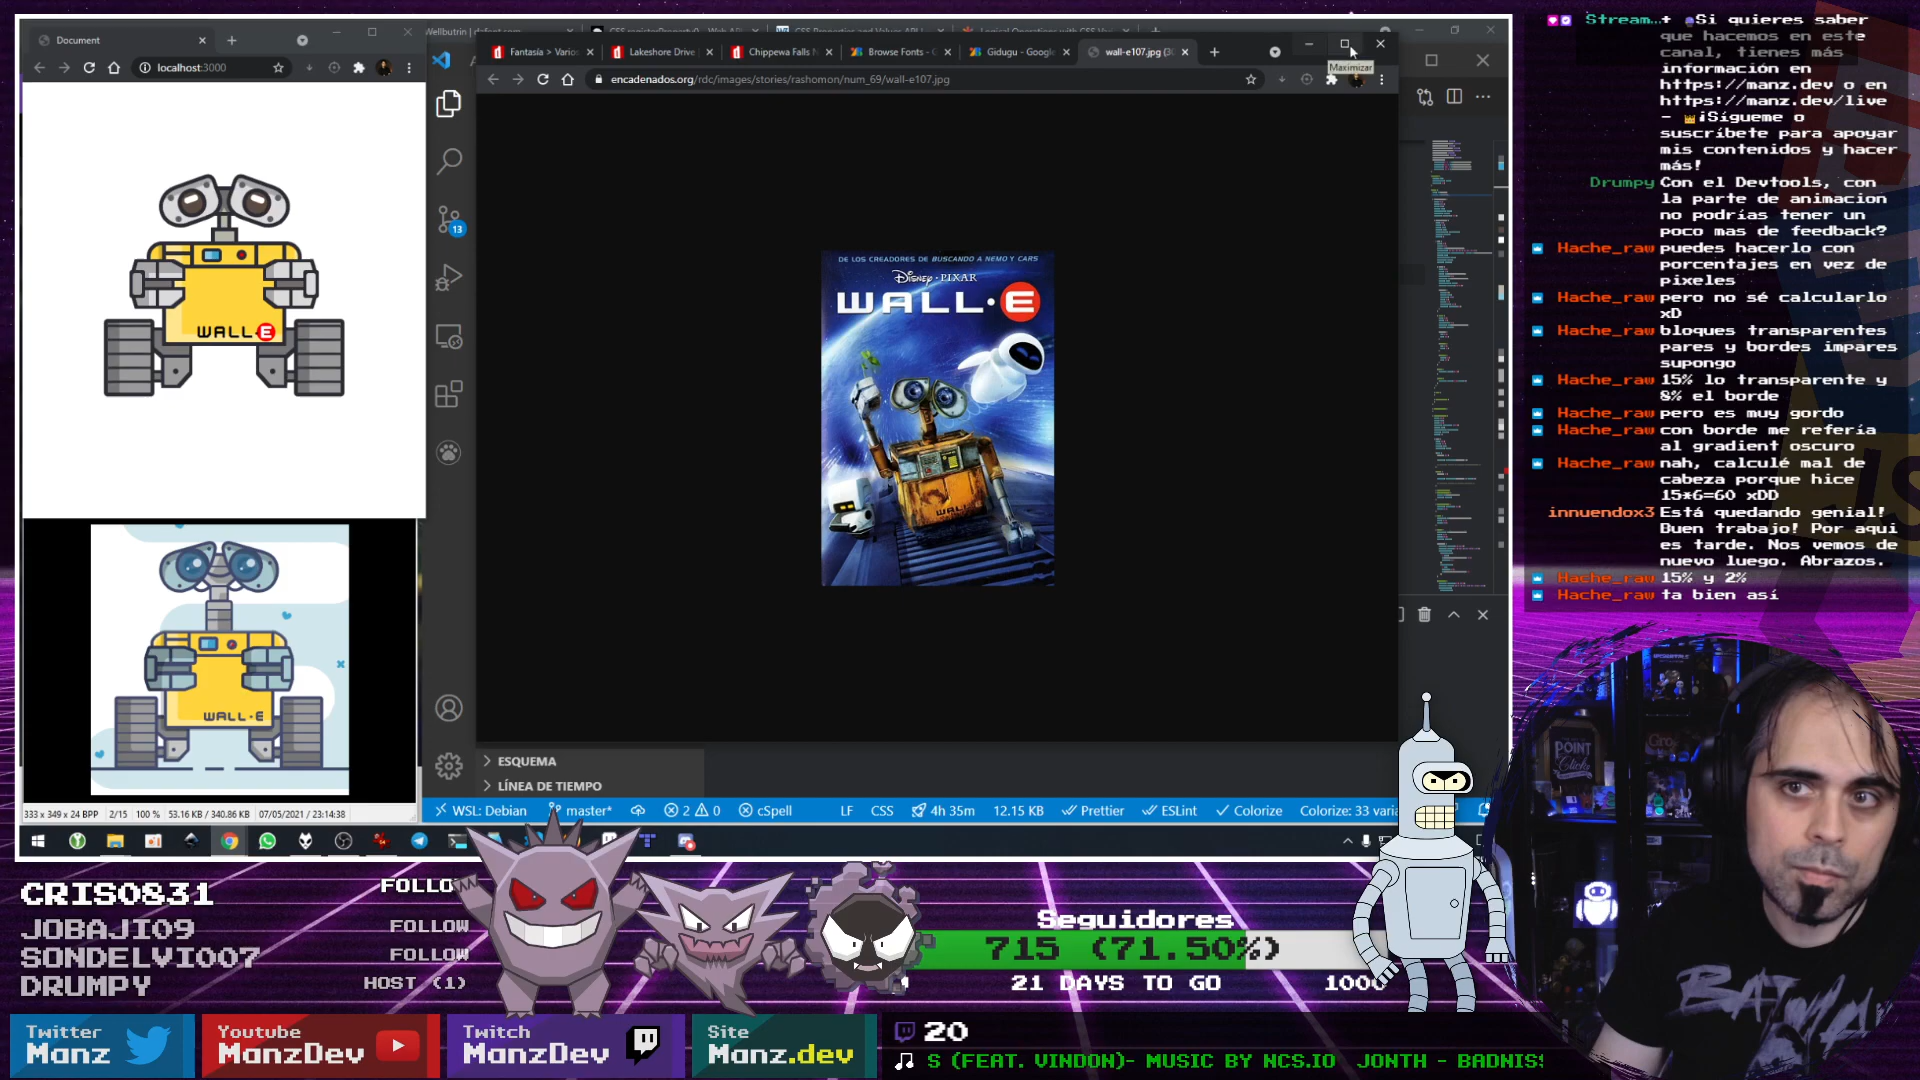 Document
localhost:3000
WALL·E
WALL·E
333 x 349 x 24 BPP 2/15 100 % 53.16 KB / 340.86 KB 07/05/2021 / 23:14:38
Fantasía > Vario
Lakeshore Drive
Chippewa Falls
Browse Fonts - G
Gidugu - Google
wall-e107.jpg
Maximizar
encadenados.org/rdc/images/stories/rashomon/num_69/wall-e107.jpg
DE LOS CREADORES DE BUSCANDO A NEMO Y CARS
DISNEY · PIXAR
WALL·E
13
ESQUEMA
LÍNEA DE TIEMPO
WSL: Debian
master*
2 0
cSpell
LF
CSS
4h 35m
12.15 KB
Prettier
ESLint
Colorize
Colorize: 33 varia
Stream...
¡Si quieres saber
que hacemos en este
canal, tienes más
información en
https://manz.dev o en
https://manz.dev/live
- ¡Sígueme o
suscríbete para apoyar
mis contenidos y hacer
más!
Drumpy Con el Devtools, con
la parte de animacion
no podrías tener un
poco mas de feedback?
Hache_raw puedes hacerlo con
porcentajes en vez de
pixeles
Hache_raw pero no sé calcularlo
xD
Hache_raw bloques transparentes
pares y bordes impares
supongo
Hache_raw 15% lo transparente y
8% el borde
Hache_raw pero es muy gordo
Hache_raw con borde me refería
al gradient oscuro
Hache_raw nah, calculé mal de
cabeza porque hice
15*6=60 xDD
innuendox3 Está quedando genial!
Buen trabajo! Por aqui
es tarde. Nos vemos de
nuevo luego. Abrazos.
Hache_raw 15% y 2%
Hache_raw ta bien así
POINT
Click
CRIS0831 FOLLO
JOBAJI09 FOLLOW
SONDELVI007 FOLLOW
DRUMPY HOST (1)
Seguidores
715 (71.50%)
21 DAYS TO GO
1000
Twitter
Manz
Youtube
ManzDev
Twitch
ManzDev
Site
Manz.dev
20
S (FEAT. VINDON)- MUSIC BY NCS.IO JONTH - BADNIS